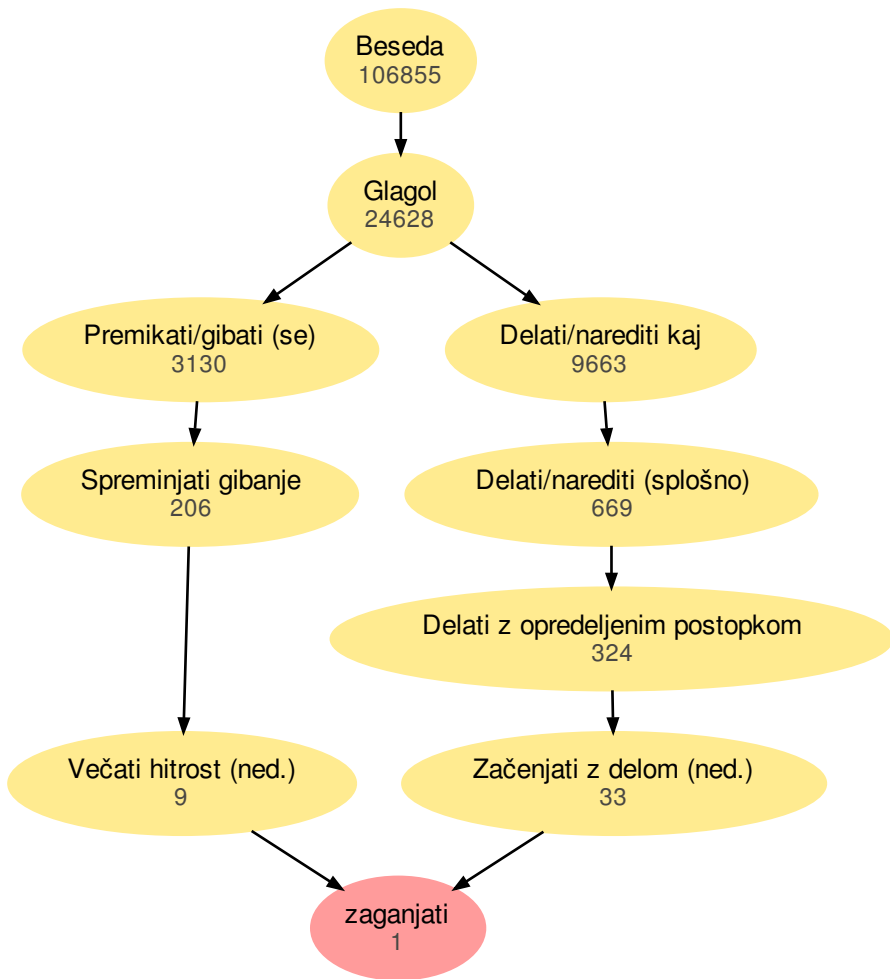 Beseda
106855
Glagol
24628
Premikati/gibati (se)
3130
Delati/narediti kaj
9663
Spreminjati gibanje
206
Delati/narediti (splošno)
669
Delati z opredeljenim postopkom
324
Večati hitrost (ned.)
9
Začenjati z delom (ned.)
33
zaganjati
1